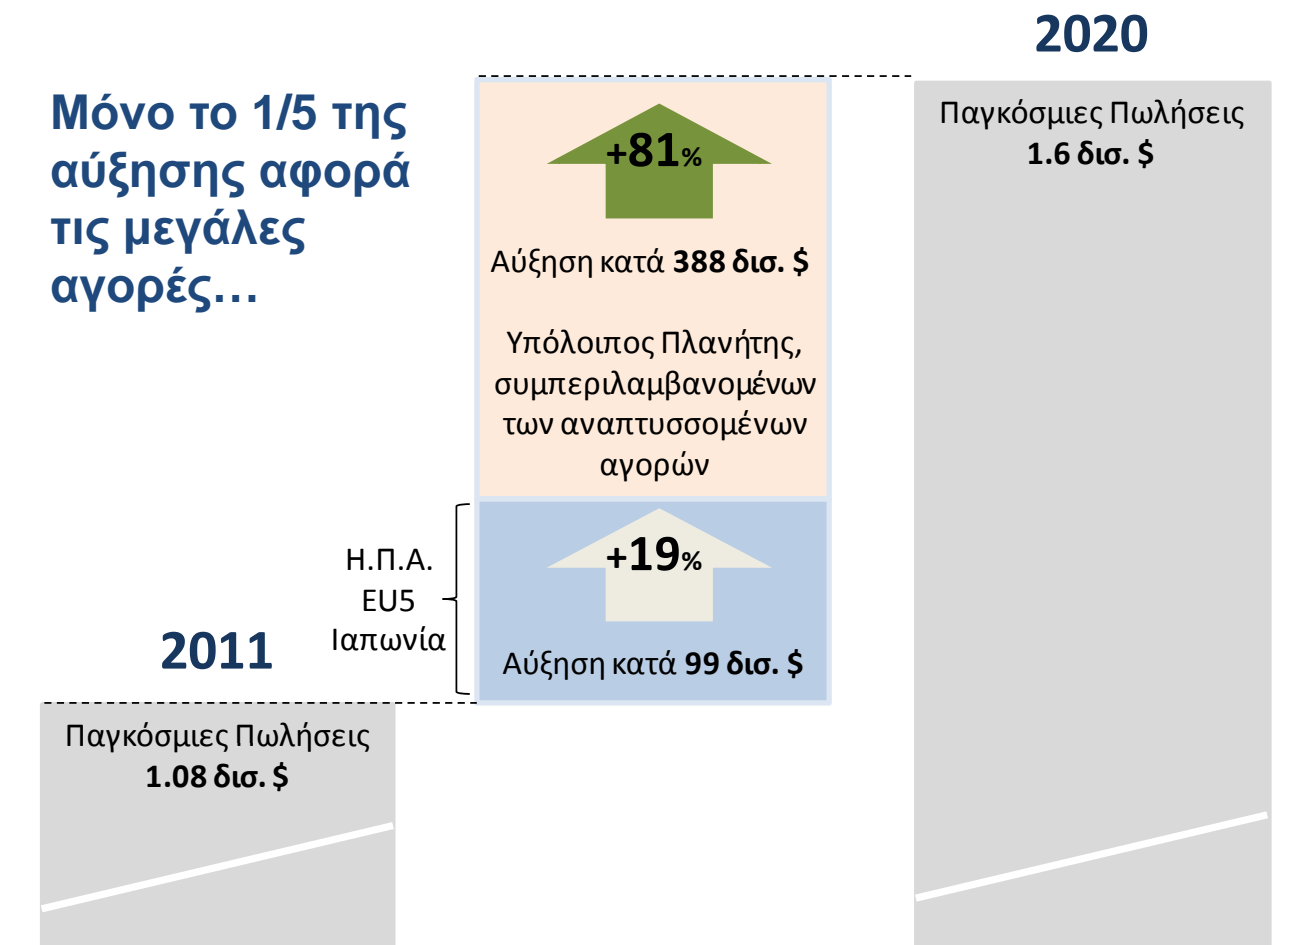 2020
Μόνο το 1/5 της
αύξησης αφορά
τις μεγάλες
αγορές…
+81%
Αύξηση κατά 388 δισ. $
Υπόλοιπος Πλανήτης,
συμπεριλαμβανομένων
των αναπτυσσομένων
αγορών
Παγκόσμιες Πωλήσεις
1.6 δισ. $
Η.Π.Α.
EU5
Ιαπωνία
+19%
Αύξηση κατά 99 δισ. $
2011
Παγκόσμιες Πωλήσεις
1.08 δισ. $